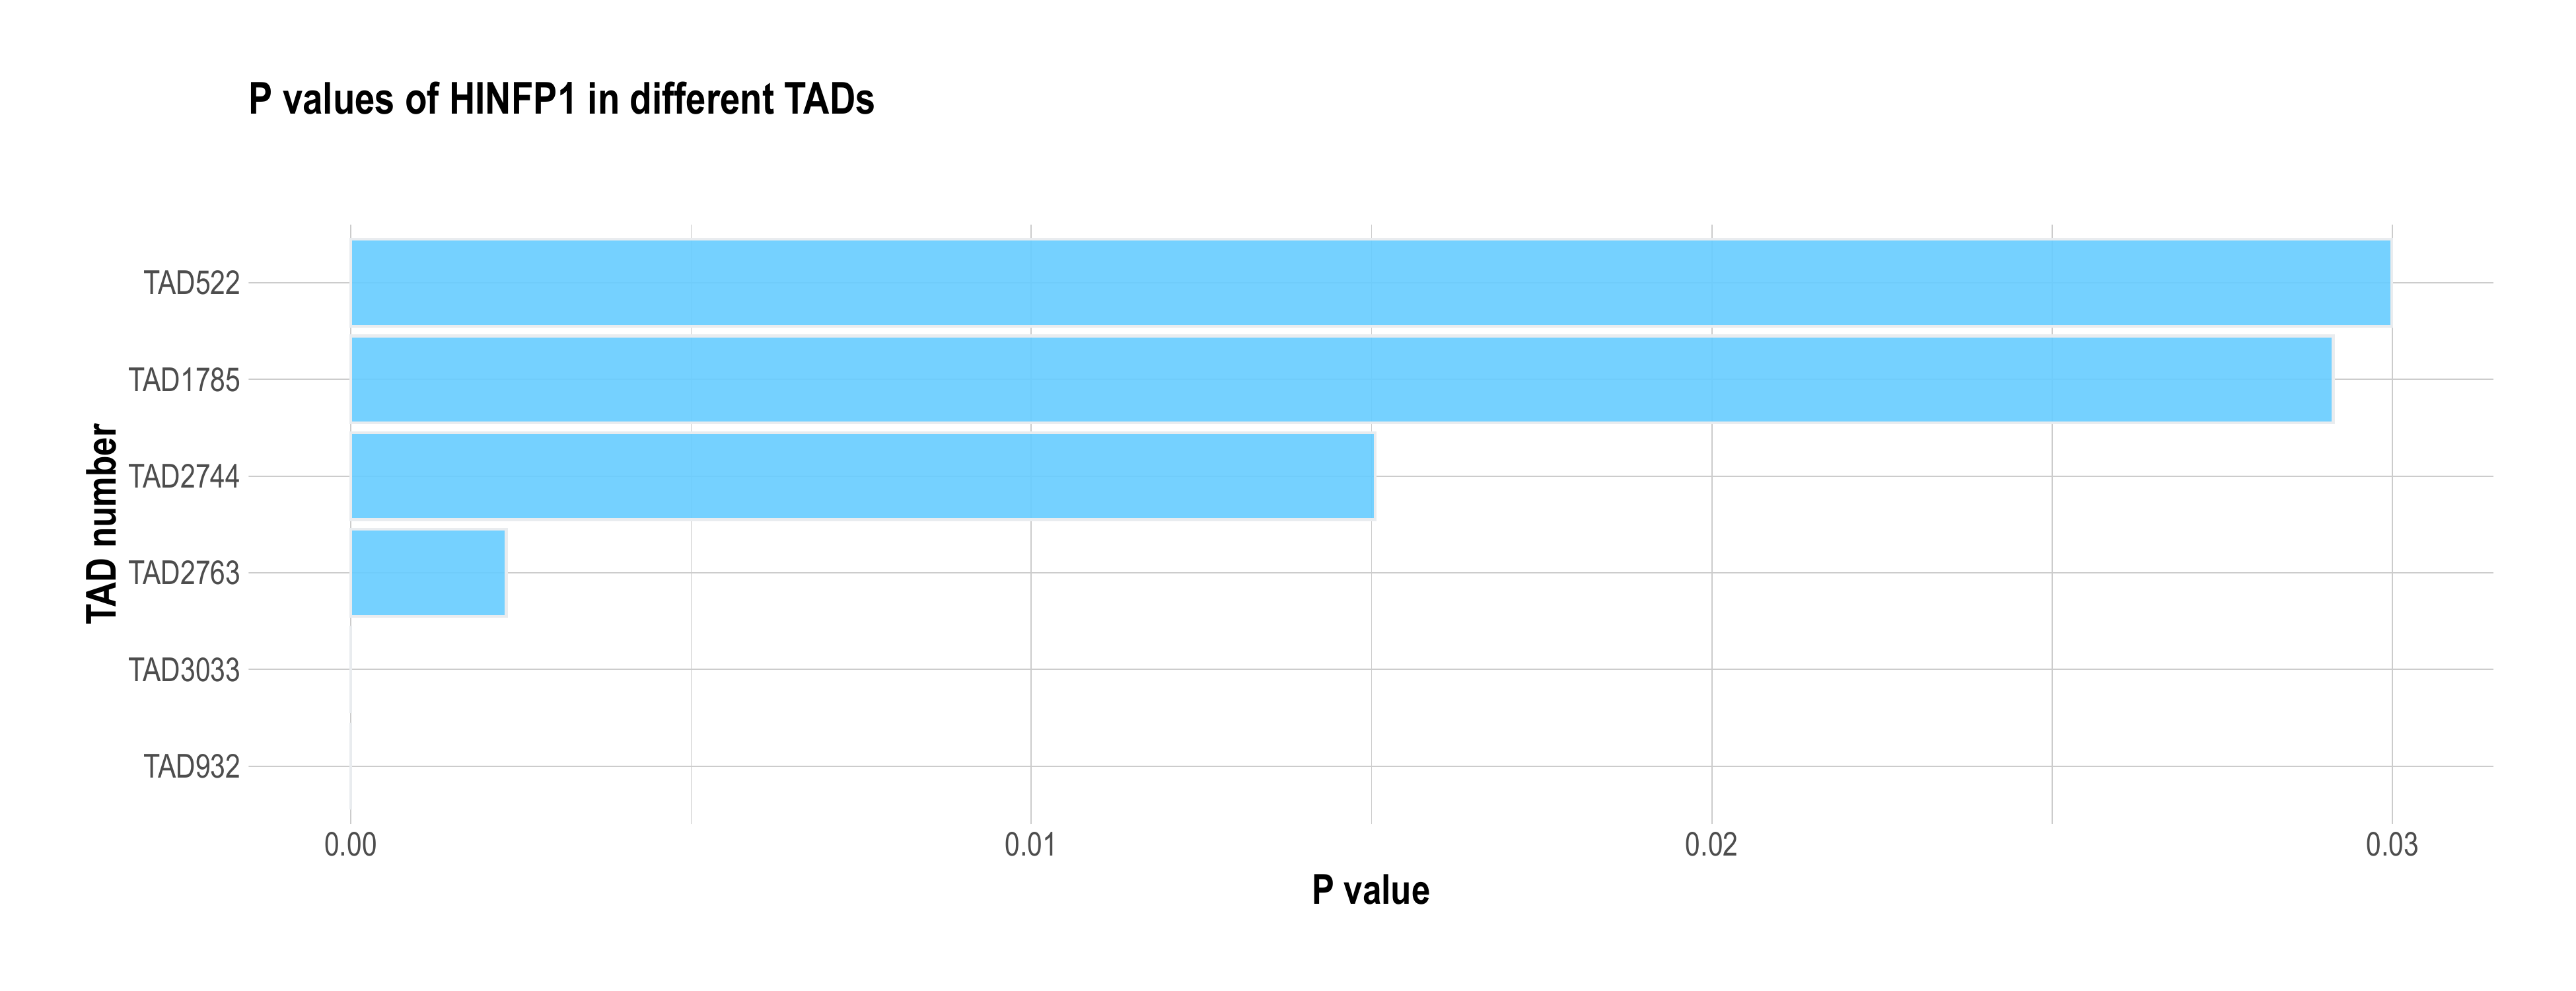 P values of HINFP1 in different TADs
TAD number
TAD522
TAD1785
TAD2744
TAD2763
TAD3033
TAD932
0.00 0.01 0.02 0.03
P value